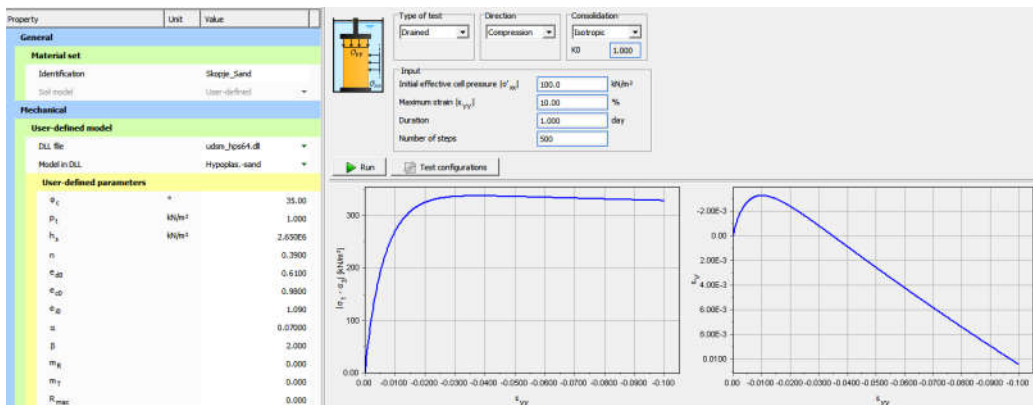 Property Unit Value
General
Material set
Identification Skopje_Sand
Soil model User-defined
Mechanical
User-defined model
DLL file udsm_hps64.dll
Model in DLL Hypoplas.-sand
User-defined parameters
φc ° 35.00
pt kN/m² 1.000
hs kN/m² 2.650E6
n 0.3900
ed0 0.6100
ec0 0.9800
ei0 1.090
α 0.07000
β 2.000
mR 0.000
mT 0.000
Rmax 0.000
σyy
Type of test
Drained
Direction
Compression
Consolidation
Isotropic
K0 1.000
Input
Initial effective cell pressure |σ'xx| 100.0 kN/m²
Maximum strain |εyy| 10.00 %
Duration 1.000 day
Number of steps 500
Run Test configurations
|σ1 - σ3| [kN/m²]
300
200
100
0.00
0.00 -0.0100 -0.0200 -0.0300 -0.0400 -0.0500 -0.0600 -0.0700 -0.0800 -0.0900 -0.100
εyy
εv
-2.00E-3
0.00
2.00E-3
4.00E-3
6.00E-3
8.00E-3
0.0100
0.00 -0.0100 -0.0200 -0.0300 -0.0400 -0.0500 -0.0600 -0.0700 -0.0800 -0.0900 -0.100
εyy